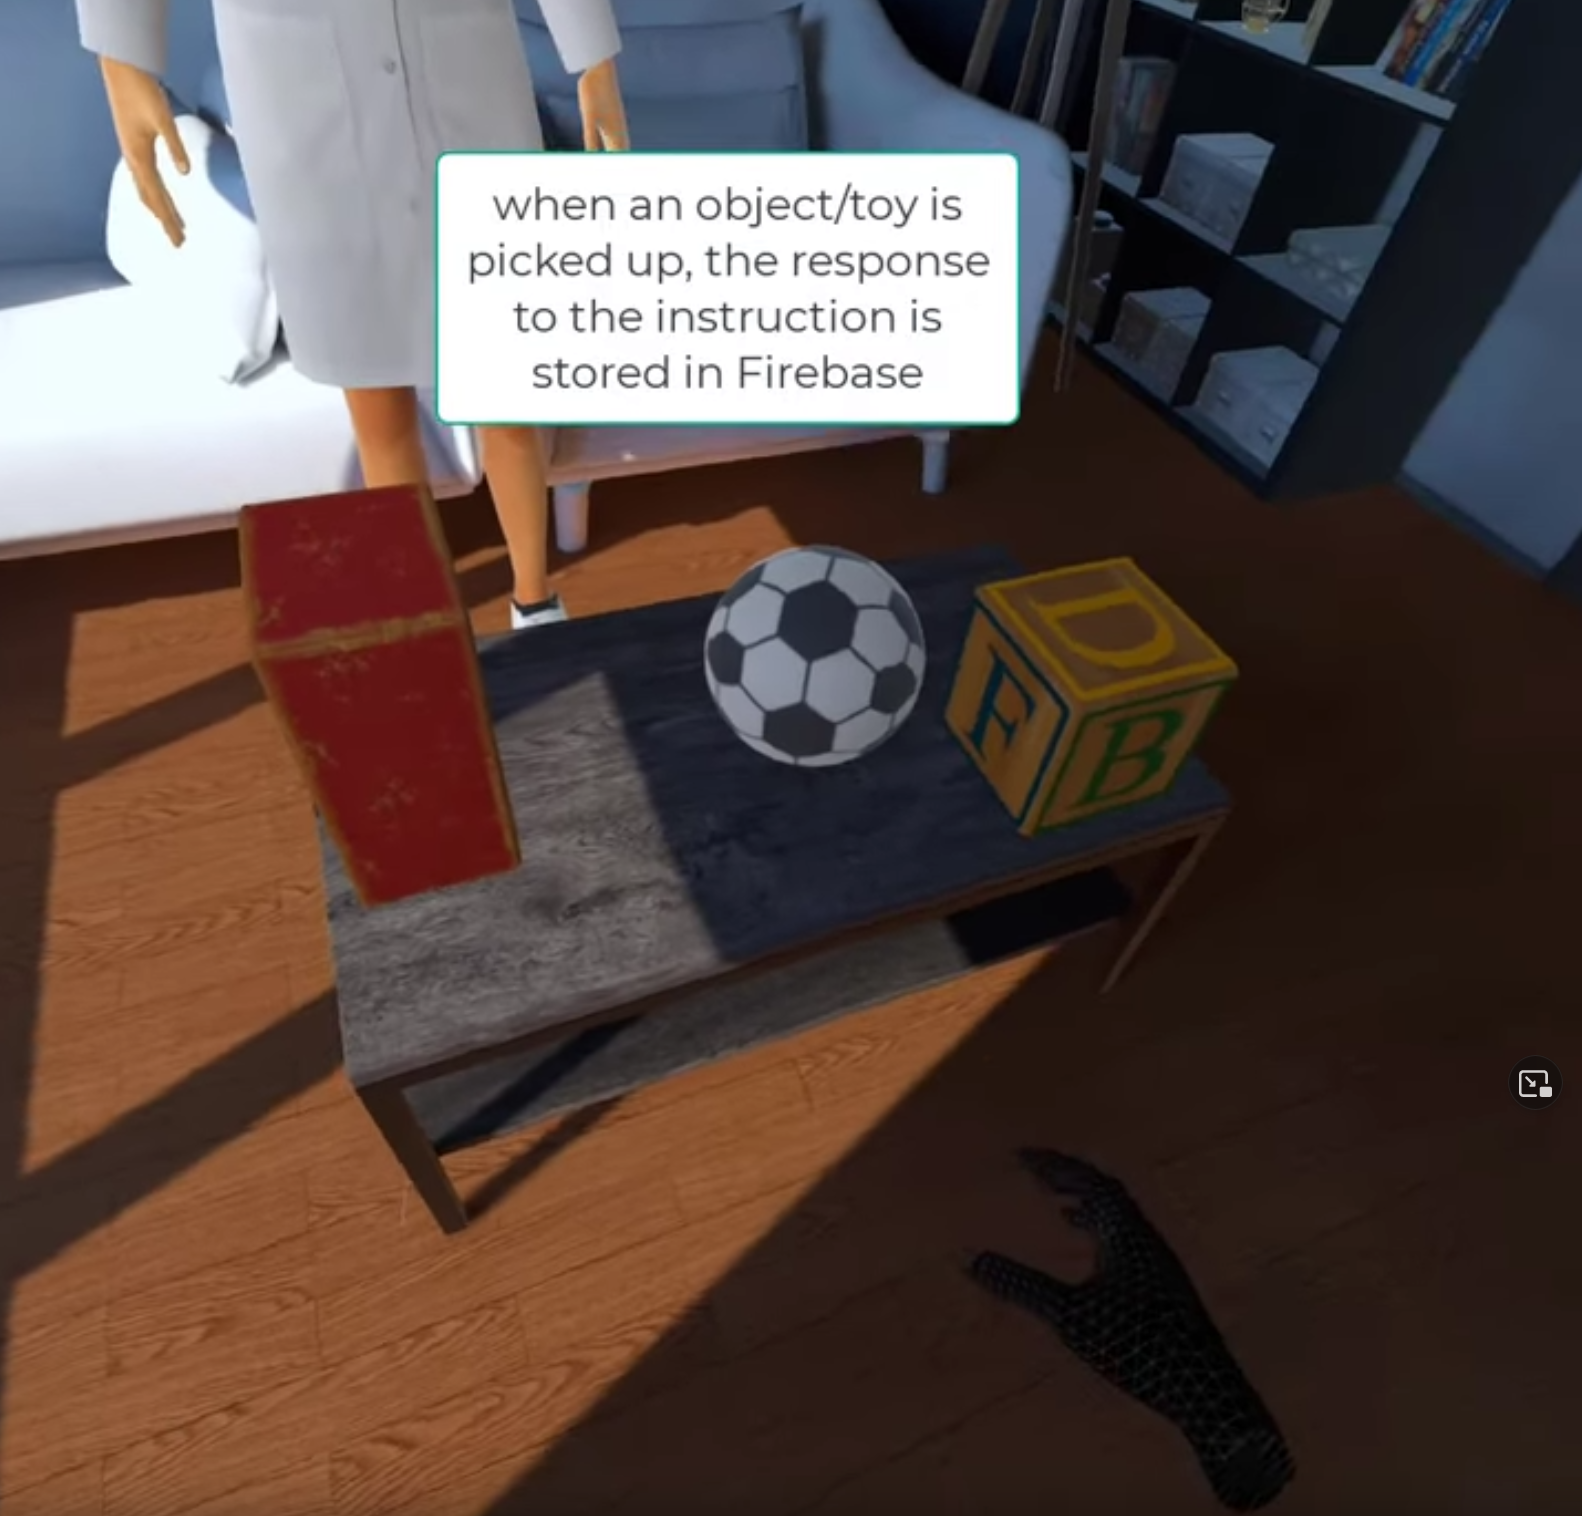 when an object/toy is
picked up, the response
to the instruction is
stored in Firebase
D
F
B